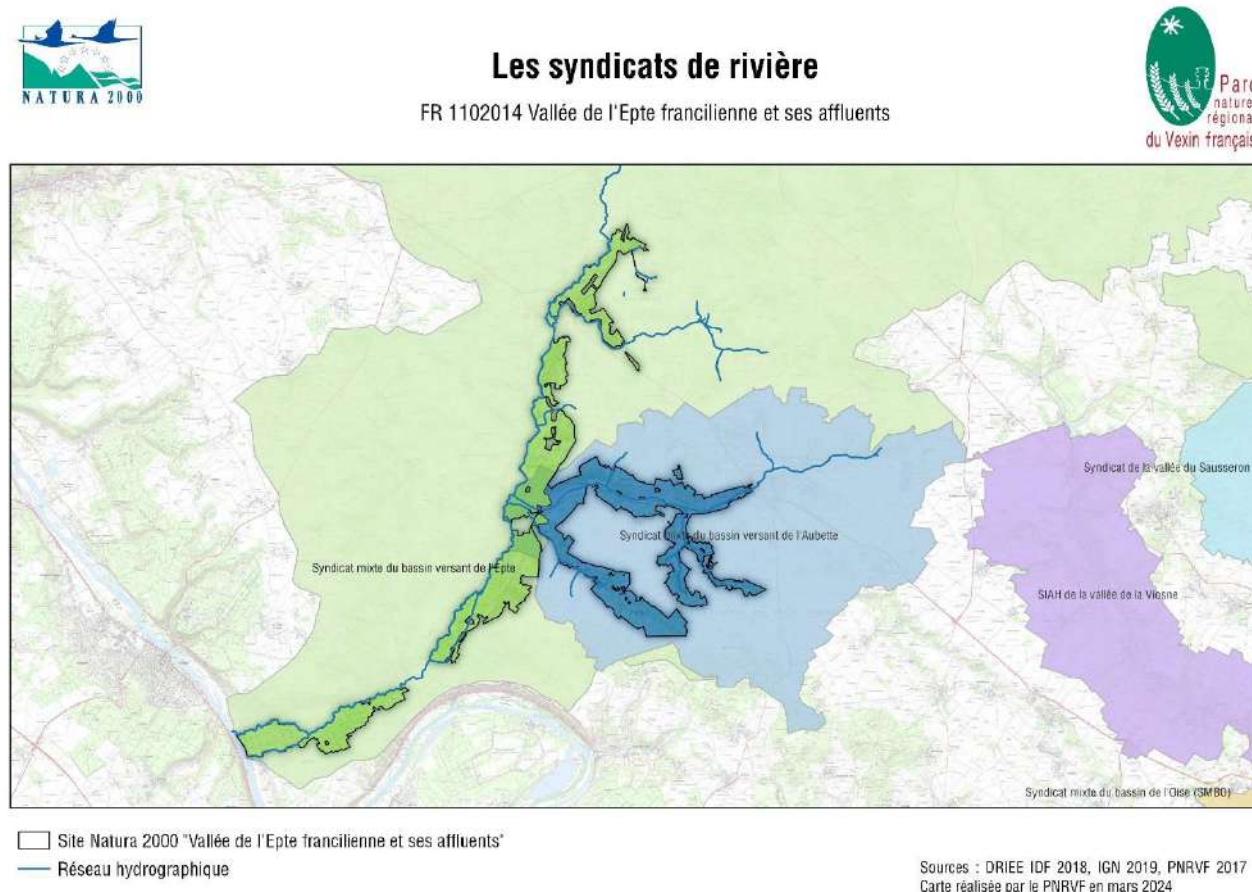 NATURA 2000
Les syndicats de rivière
FR 1102014 Vallée de l'Epte francilienne et ses affluents
Parc
naturel
régional
du Vexin français
Syndicat de la vallée du Sausseron
Syndicat mixte du bassin versant de l'Aubette
Syndicat mixte du bassin versant de l'Epte
SIAH de la vallée de la Viosne
Syndicat mixte du bassin de l'Oise (SMBO)
Site Natura 2000 "Vallée de l'Epte francilienne et ses affluents"
Réseau hydrographique
Sources : DRIEE IDF 2018, IGN 2019, PNRVF 2017
Carte réalisée par le PNRVF en mars 2024